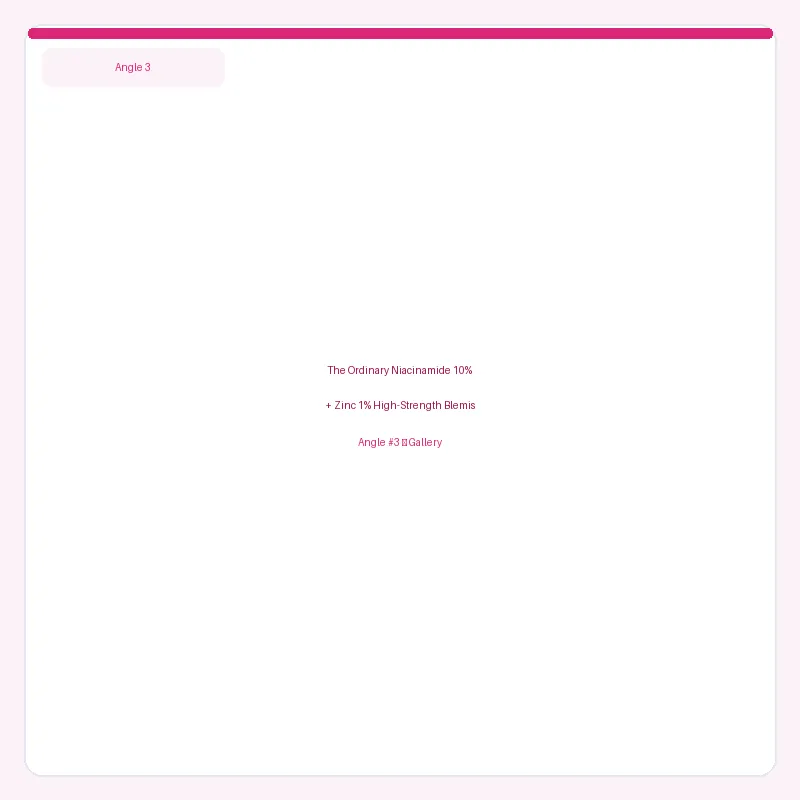 Angle 3
The Ordinary Niacinamide 10%
+ Zinc 1% High-Strength Blemis
Angle #3 Gallery